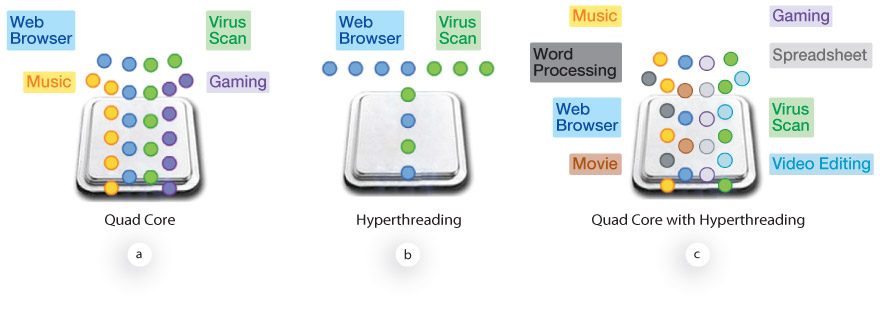 Web
Browser
Virus
Scan
Music
Gaming
Quad Core
a
Web
Browser
Virus
Scan
Hyperthreading
b
Music
Gaming
Word
Processing
Spreadsheet
Web
Browser
Virus
Scan
Movie
Video Editing
Quad Core with Hyperthreading
c